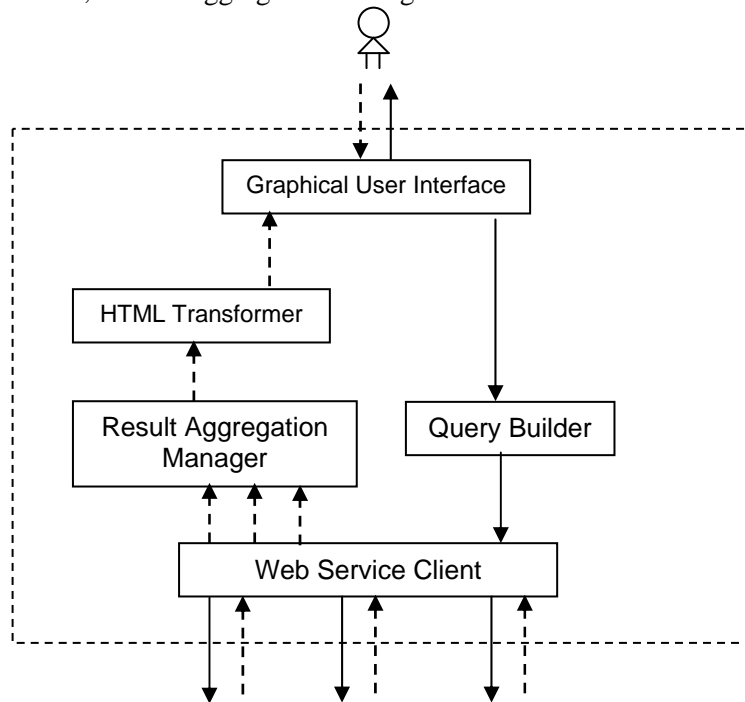 Graphical User Interface
HTML Transformer
Result Aggregation
Manager
Query Builder
Web Service Client